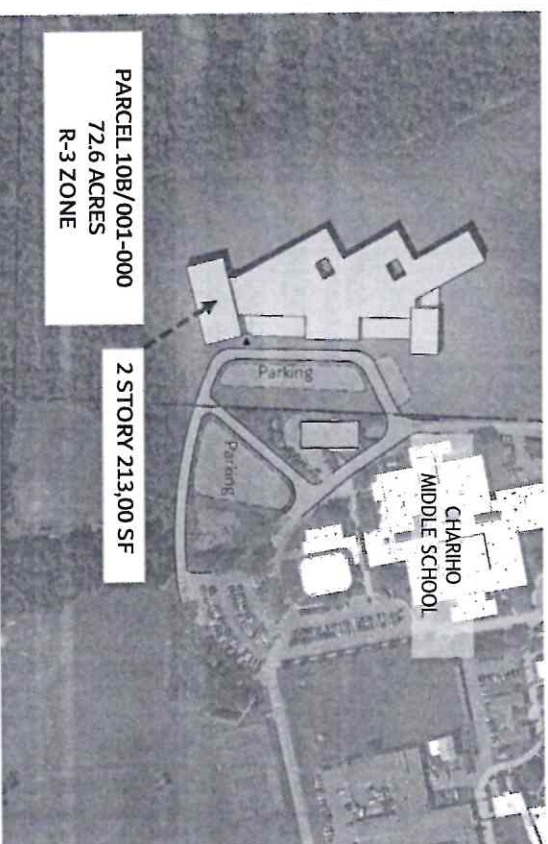 PARCEL 10B/001-000
72.6 ACRES
R-3 ZONE
2 STORY 213,00 SF
Parking
Parking
CHARIHO
MIDDLE SCHOOL